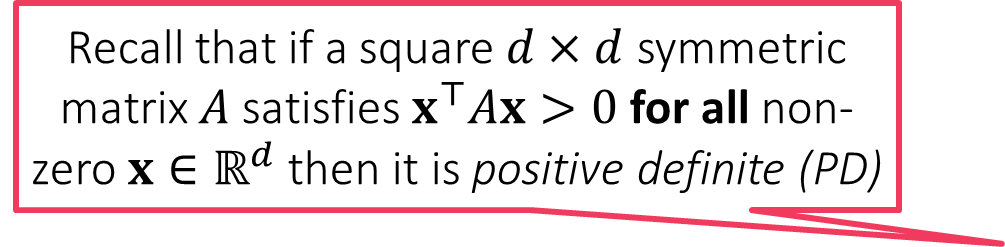 Recall that if a square 𝑑 × 𝑑 symmetric
matrix 𝐴 satisfies 𝐱⊤𝐴𝐱 > 0 for all non-
zero 𝐱 ∈ ℝ𝑑 then it is positive definite (PD)